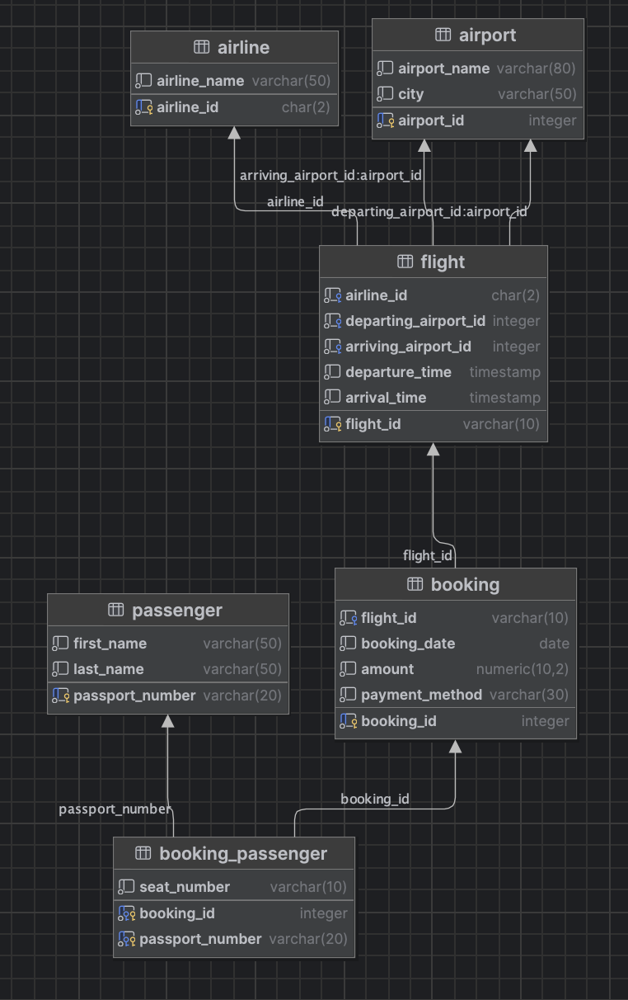 airline
airline_name varchar(50)
airline_id char(2)
airport
airport_name varchar(80)
city varchar(50)
airport_id integer
arriving_airport_id:airport_id
airline_id
departing_airport_id:airport_id
flight
airline_id char(2)
departing_airport_id integer
arriving_airport_id integer
departure_time timestamp
arrival_time timestamp
flight_id varchar(10)
flight_id
booking
flight_id varchar(10)
booking_date date
amount numeric(10,2)
payment_method varchar(30)
booking_id integer
passenger
first_name varchar(50)
last_name varchar(50)
passport_number varchar(20)
passport_number
booking_id
booking_passenger
seat_number varchar(10)
booking_id integer
passport_number varchar(20)